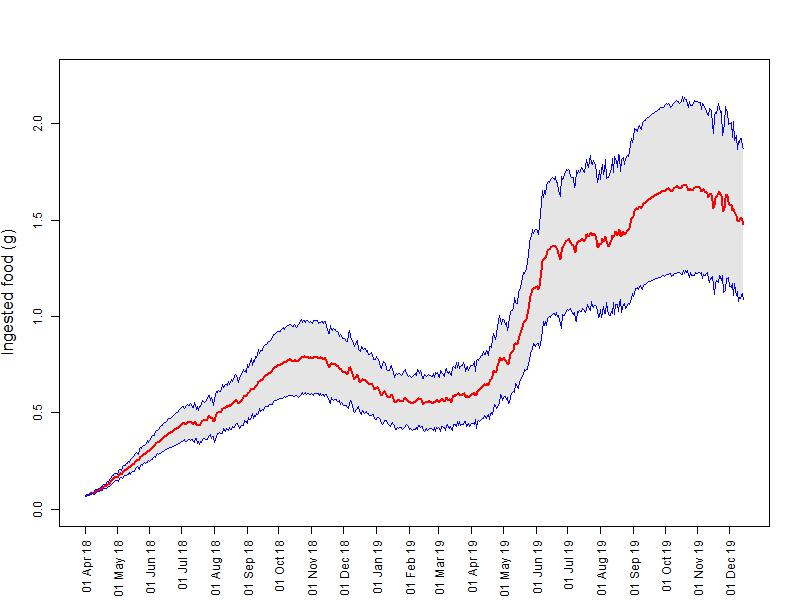 Ingested food (g)
2.0
1.5
1.0
0.5
0.0
01 Apr 18
01 May 18
01 Jun 18
01 Jul 18
01 Aug 18
01 Sep 18
01 Oct 18
01 Nov 18
01 Dec 18
01 Jan 19
01 Feb 19
01 Mar 19
01 Apr 19
01 May 19
01 Jun 19
01 Jul 19
01 Aug 19
01 Sep 19
01 Oct 19
01 Nov 19
01 Dec 19